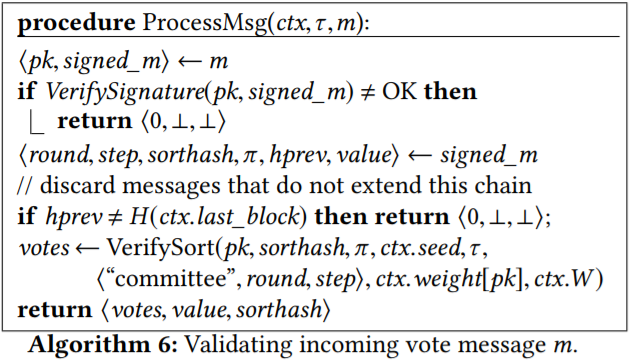 procedure ProcessMsg(ctx, τ, m):
⟨pk, signed_m⟩ ← m
if VerifySignature(pk, signed_m) ≠ OK then
return ⟨0, ⊥, ⊥⟩
⟨round, step, sorthash, π, hprev, value⟩ ← signed_m
// discard messages that do not extend this chain
if hprev ≠ H(ctx.last_block) then return ⟨0, ⊥, ⊥⟩;
votes ← VerifySort(pk, sorthash, π, ctx.seed, τ,
⟨“committee”, round, step⟩, ctx.weight[pk], ctx.W)
return ⟨votes, value, sorthash⟩
Algorithm 6: Validating incoming vote message m.